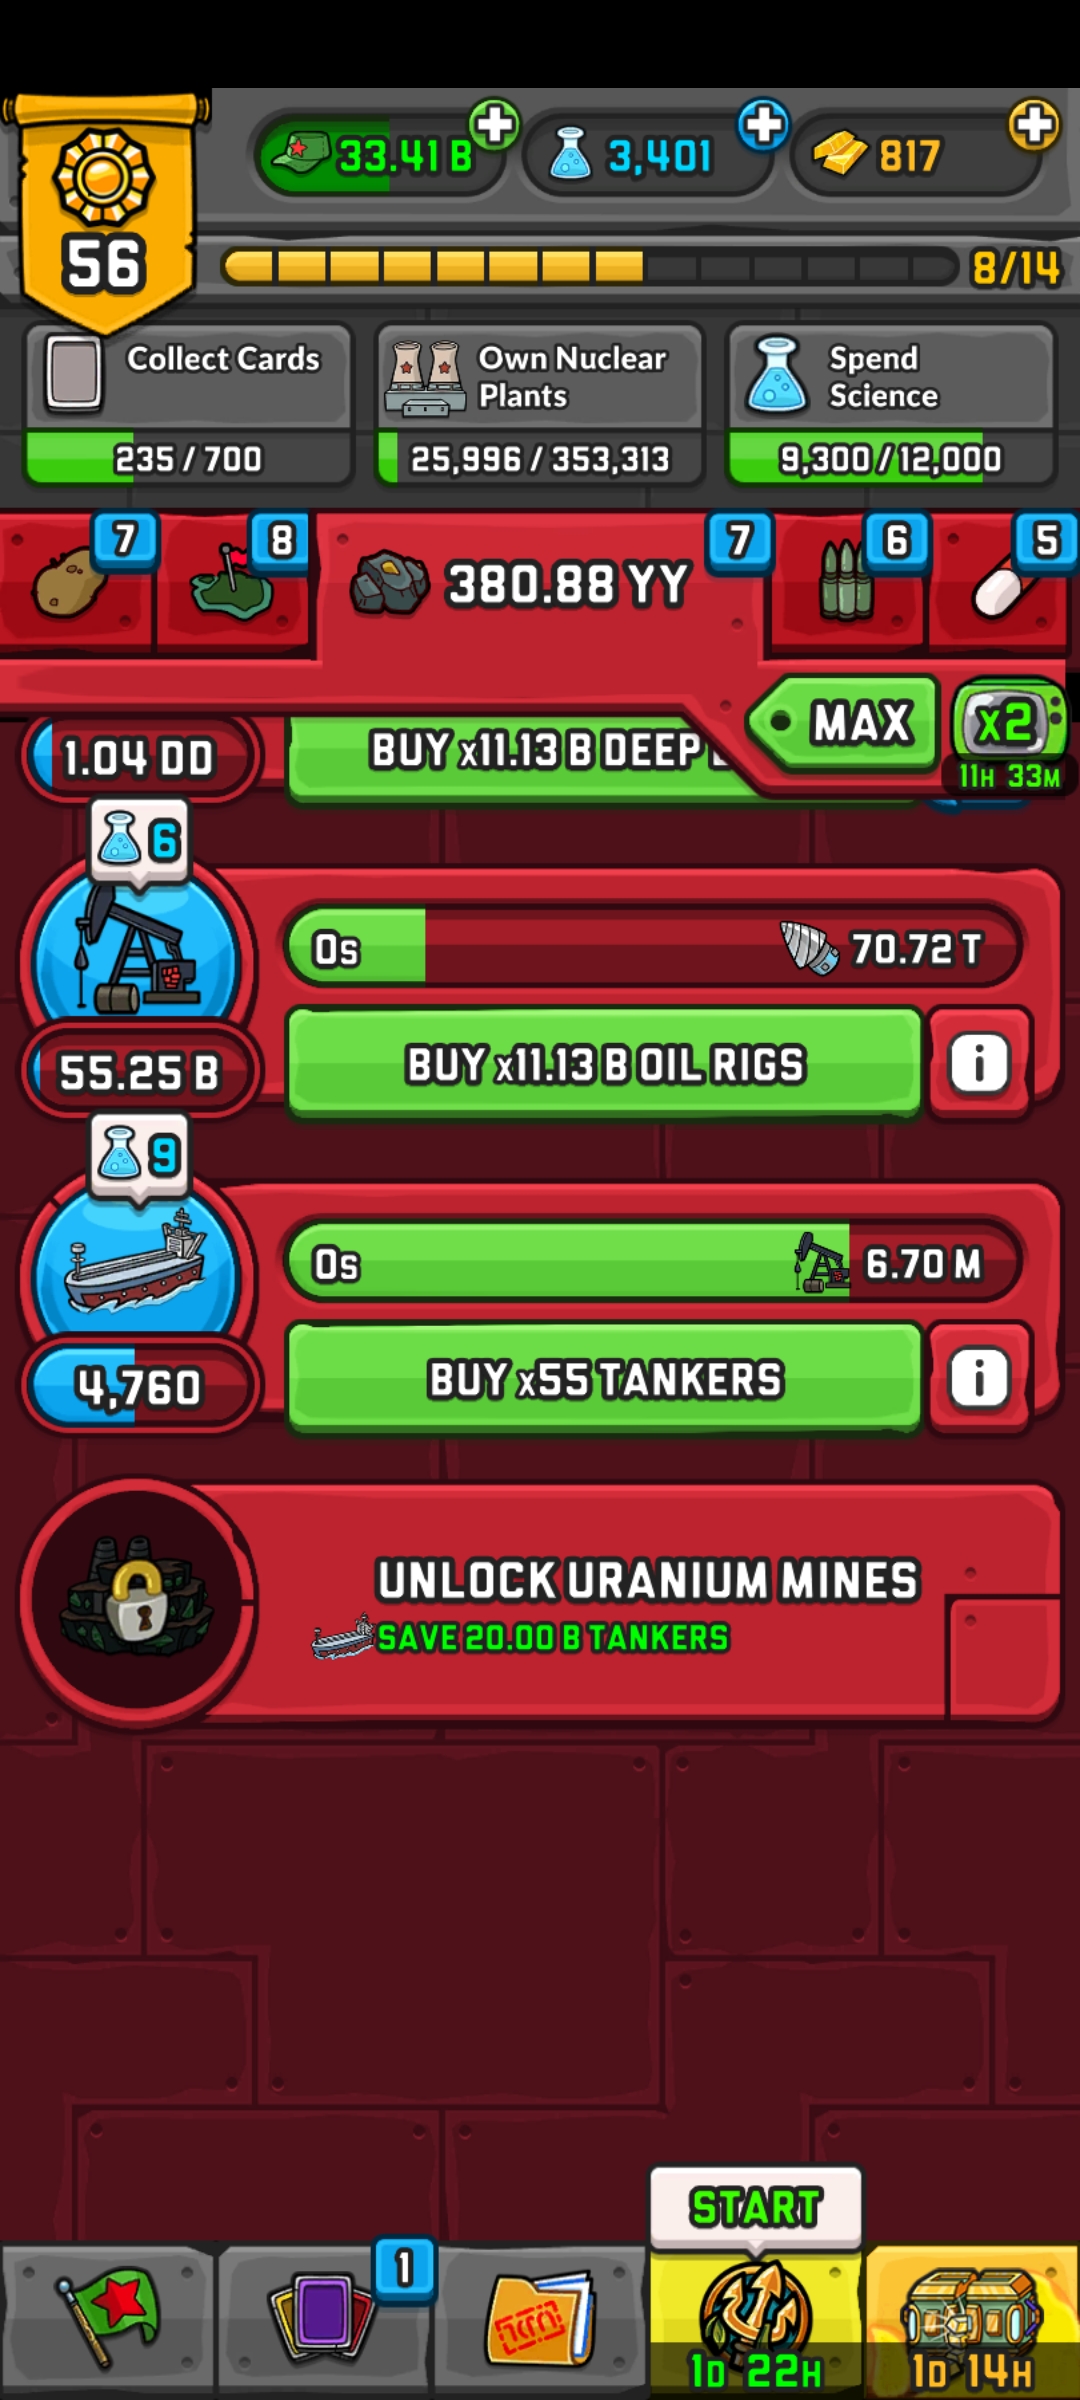 33.41 B
3,401
817
56
8/14
Collect Cards
235 / 700
Own Nuclear
Plants
25,996 / 353,313
Spend
Science
9,300 / 12,000
7
8
380.88 YY
7
6
5
MAX
x2
11H 33M
1.04 DD
BUY x11.13 B DEEP
6
0s
70.72 T
55.25 B
BUY x11.13 B OIL RIGS
i
9
0s
6.70 M
4,760
BUY x55 TANKERS
i
UNLOCK URANIUM MINES
SAVE 20.00 B TANKERS
START
1
1D 22H
1D 14H